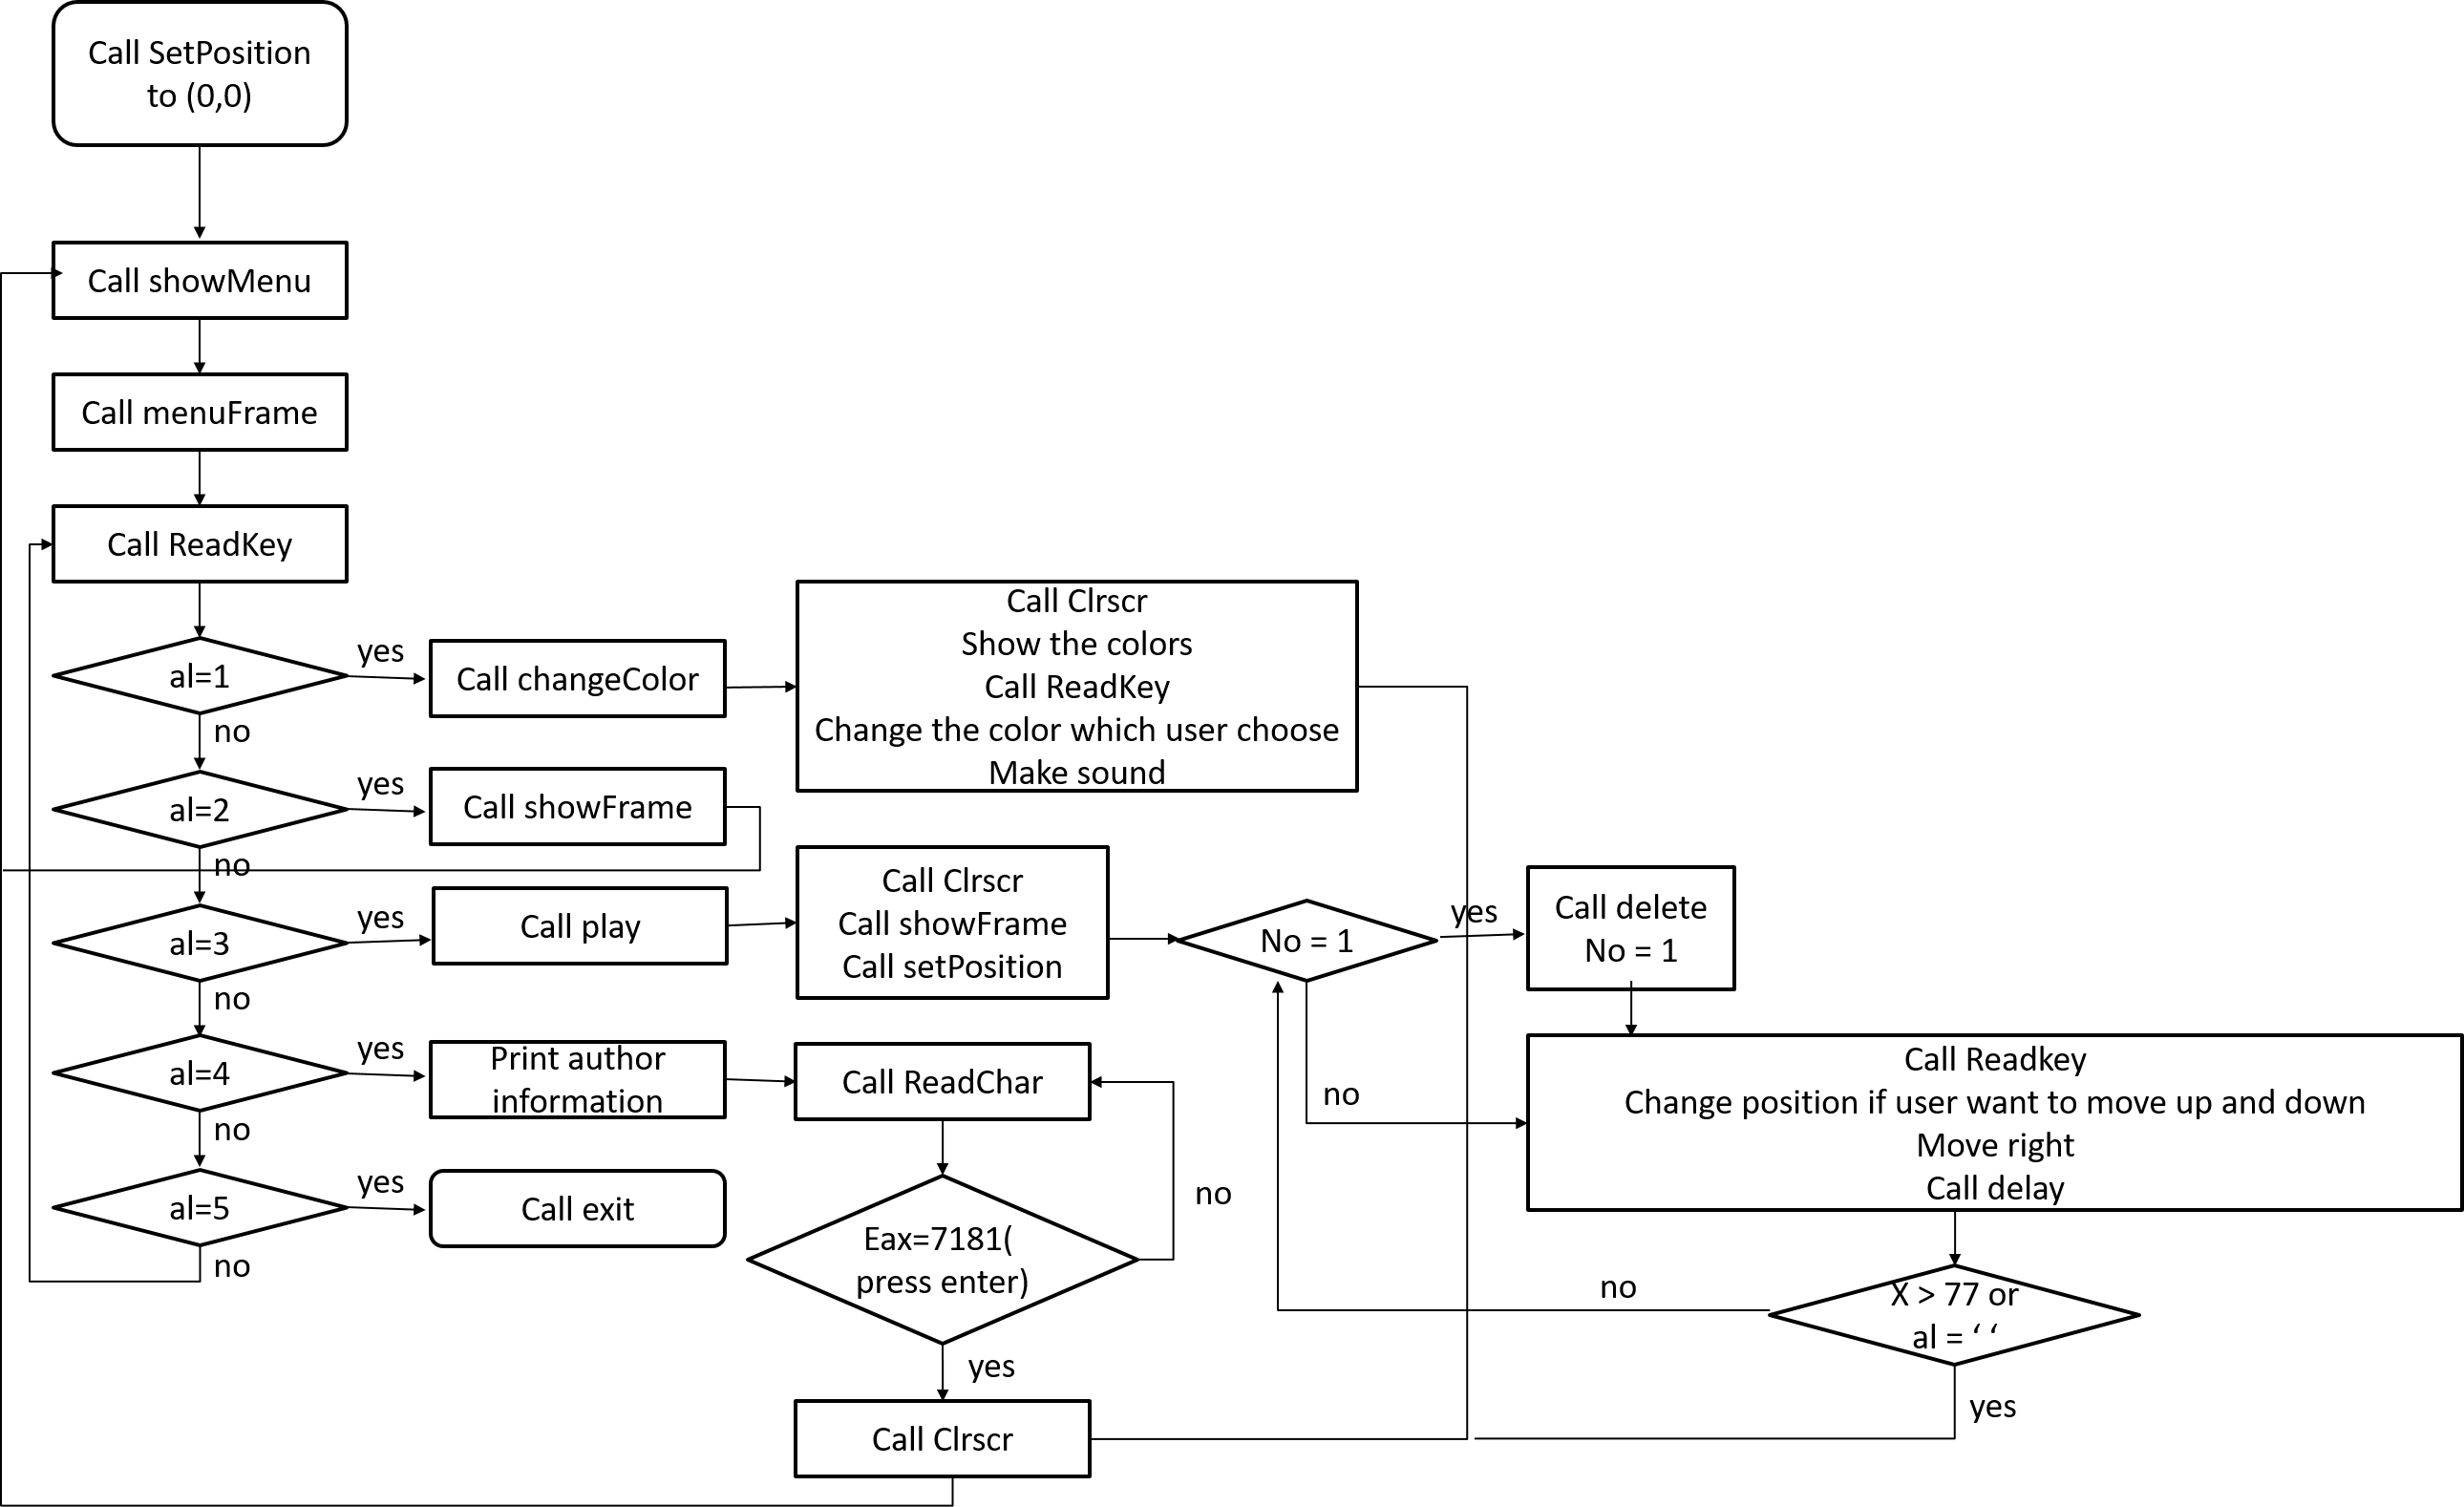 Call SetPosition
to (0,0)
Call showMenu
Call menuFrame
Call ReadKey
al=1
yes
Call changeColor
Call Clrscr
Show the colors
Call ReadKey
Change the color which user choose
Make sound
no
al=2
yes
Call showFrame
no
al=3
yes
Call play
Call Clrscr
Call showFrame
Call setPosition
No = 1
yes
Call delete
No = 1
no
Call Readkey
Change position if user want to move up and down
Move right
Call delay
no
X > 77 or
al = ‘ ‘
yes
no
al=4
yes
Print author
information
Call ReadChar
no
Eax=7181(
press enter)
yes
Call Clrscr
no
al=5
yes
Call exit
no